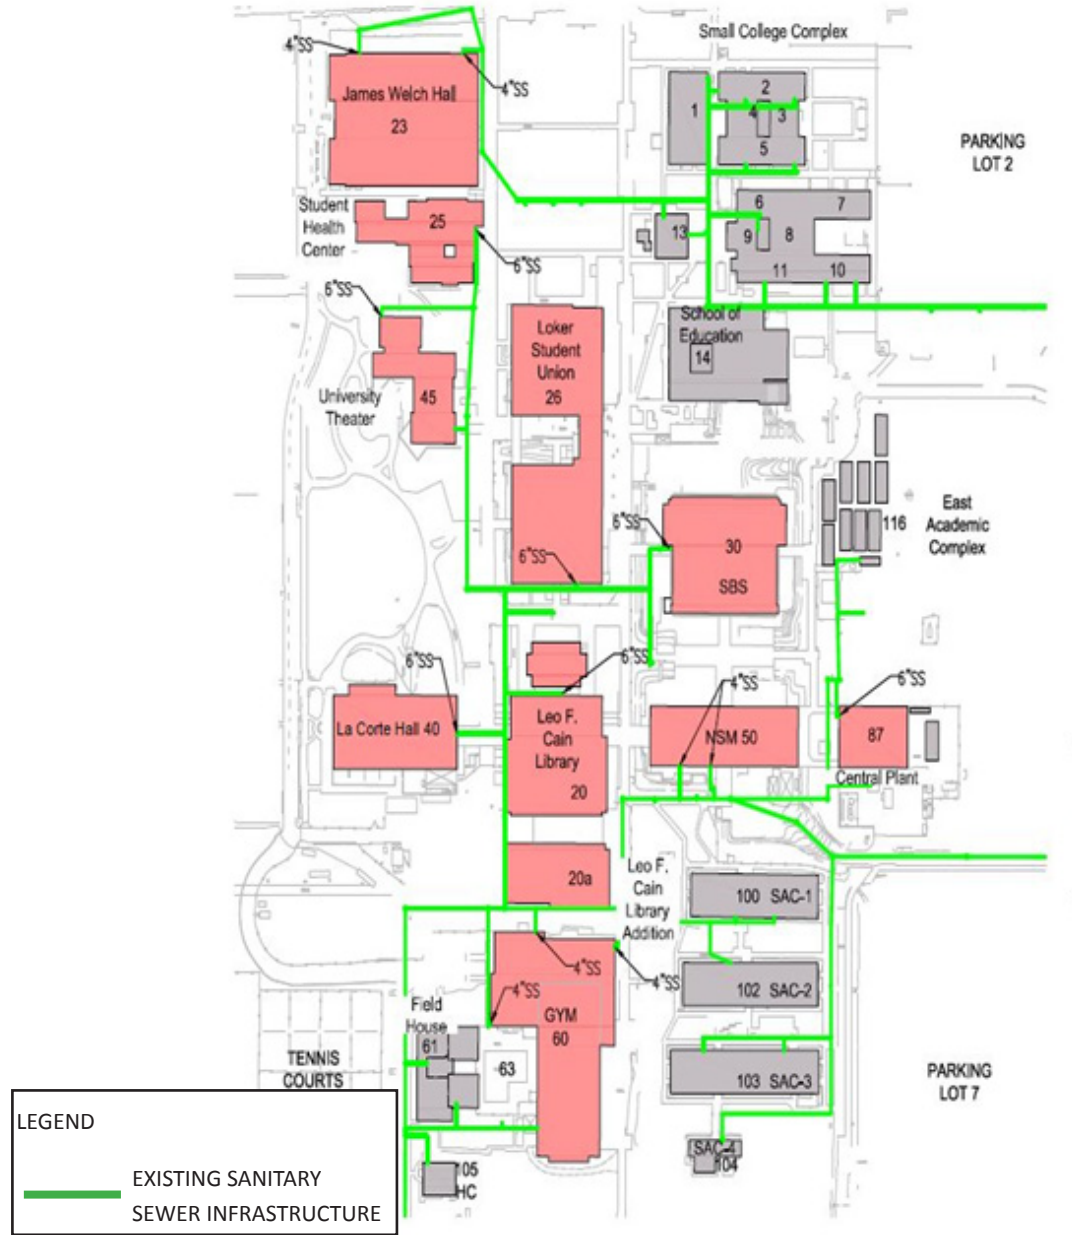 Small College Complex
4"SS
4"SS
James Welch Hall
23
1
2
4
3
5
PARKING
LOT 2
Student
Health
Center
25
6
7
13
9
8
11
10
6"SS
6"SS
School of
Education
14
Loker
Student
Union
26
University
Theater
45
116
East
Academic
Complex
6"SS
30
SBS
6"SS
6"SS
6"SS
4"SS
6"SS
La Corte Hall 40
Leo F.
Cain
Library
20
NSM 50
87
Central Plant
20a
Leo F.
Cain
Library
Addition
100 SAC-1
4"SS
4"SS
102 SAC-2
4"SS
Field
House
61
GYM
60
63
TENNIS
COURTS
103 SAC-3
PARKING
LOT 7
SAC-4
104
105
HC
LEGEND
EXISTING SANITARY
SEWER INFRASTRUCTURE